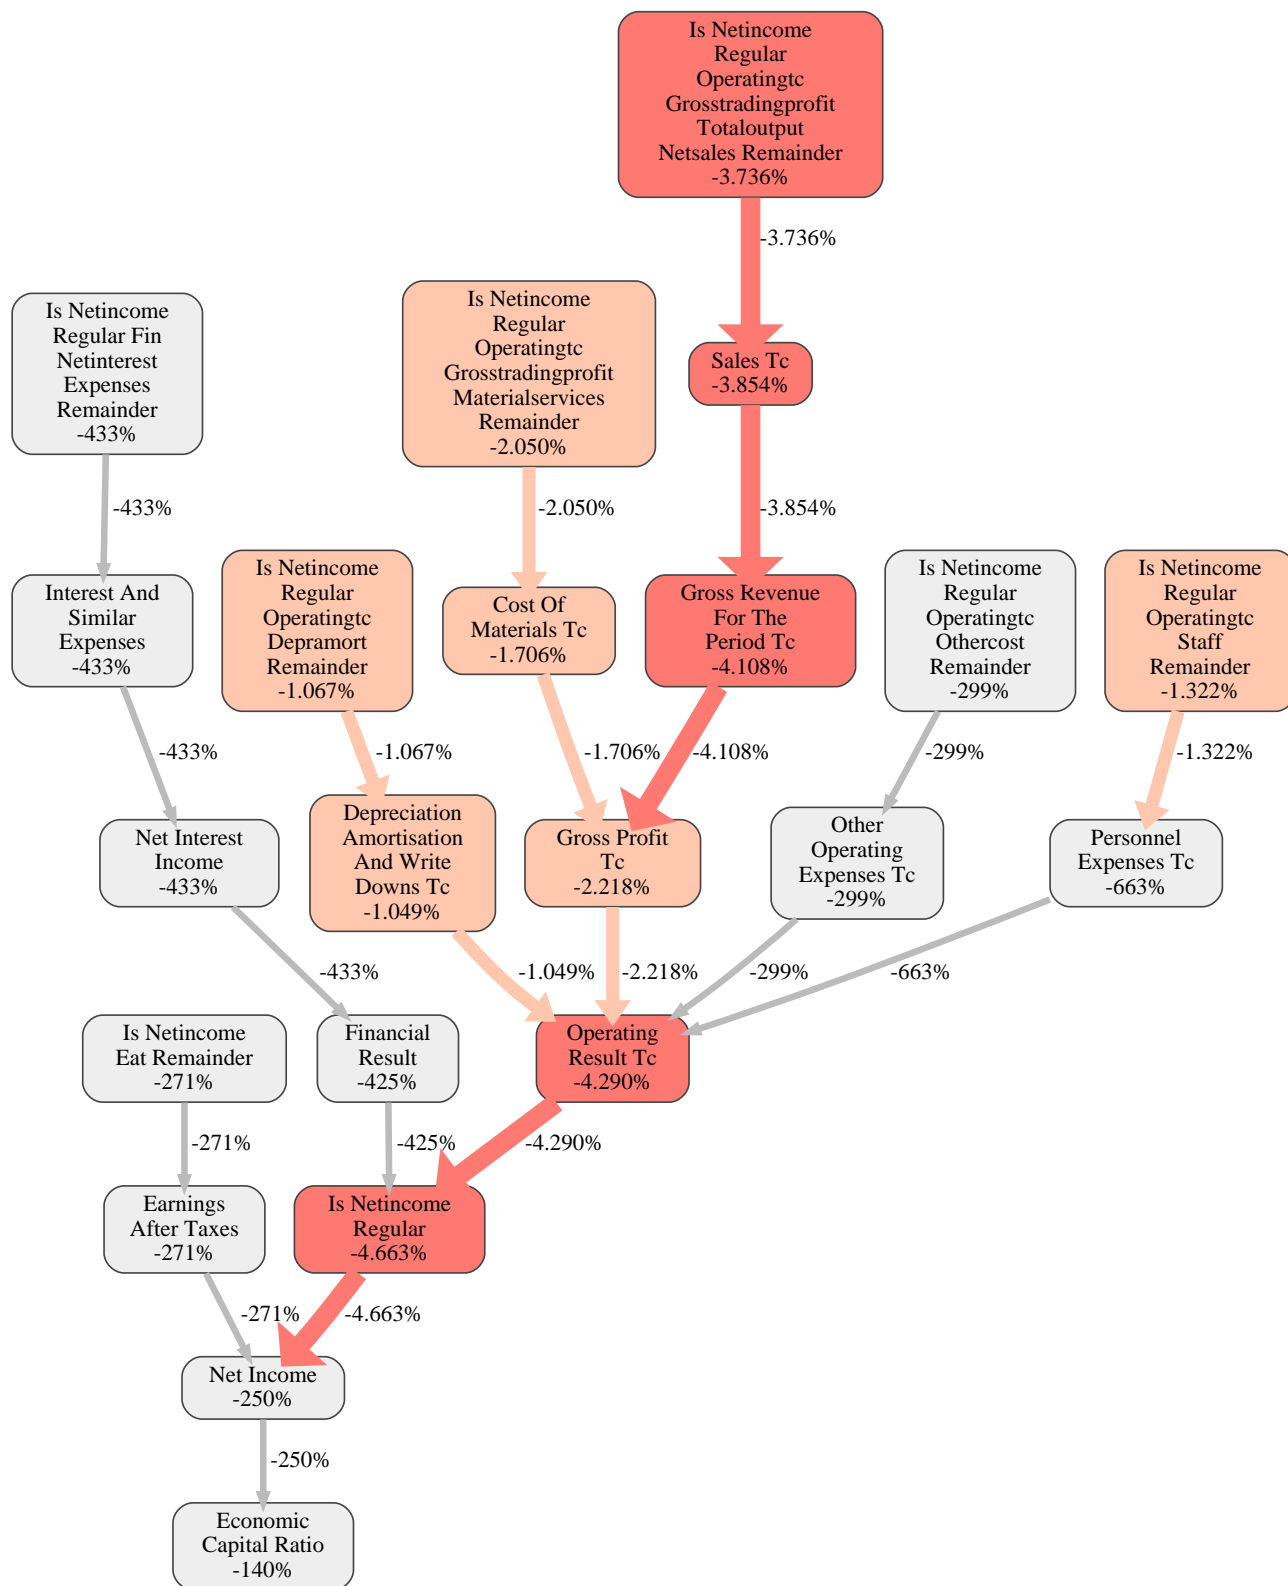 Is Netincome
Regular
Operatingtc
Grosstradingprofit
Totaloutput
Netsales Remainder
-3.736%
-3.736%
Is Netincome
Regular Fin
Netinterest
Expenses
Remainder
-433%
Is Netincome
Regular
Operatingtc
Grosstradingprofit
Materialservices
Remainder
-2.050%
Sales Tc
-3.854%
-433%
-2.050%
-3.854%
Interest And
Similar
Expenses
-433%
Is Netincome
Regular
Operatingtc
Depramort
Remainder
-1.067%
Cost Of
Materials Tc
-1.706%
Gross Revenue
For The
Period Tc
-4.108%
Is Netincome
Regular
Operatingtc
Othercost
Remainder
-299%
Is Netincome
Regular
Operatingtc
Staff
Remainder
-1.322%
-433%
-1.067%
-1.706%
-4.108%
-299%
-1.322%
Net Interest
Income
-433%
Depreciation
Amortisation
And Write
Downs Tc
-1.049%
Gross Profit
Tc
-2.218%
Other
Operating
Expenses Tc
-299%
Personnel
Expenses Tc
-663%
-433%
-1.049%
-2.218%
-299%
-663%
Is Netincome
Eat Remainder
-271%
Financial
Result
-425%
Operating
Result Tc
-4.290%
-271%
-425%
-4.290%
Earnings
After Taxes
-271%
Is Netincome
Regular
-4.663%
-271%
-4.663%
Net Income
-250%
-250%
Economic
Capital Ratio
-140%